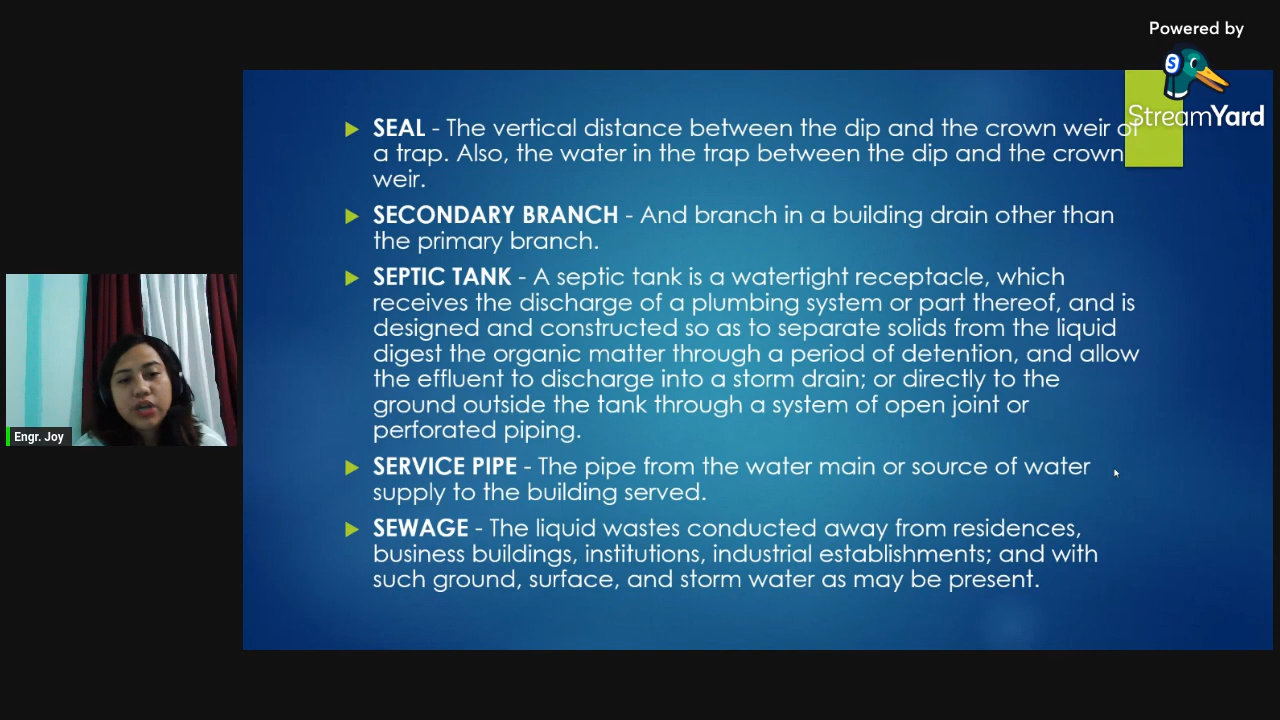 Powered by
StreamYard
SEAL - The vertical distance between the dip and the crown weir of
a trap. Also, the water in the trap between the dip and the crown
weir.
SECONDARY BRANCH - And branch in a building drain other than
the primary branch.
SEPTIC TANK - A septic tank is a watertight receptacle, which
receives the discharge of a plumbing system or part thereof, and is
designed and constructed so as to separate solids from the liquid
digest the organic matter through a period of detention, and allow
the effluent to discharge into a storm drain; or directly to the
ground outside the tank through a system of open joint or
perforated piping.
SERVICE PIPE - The pipe from the water main or source of water
supply to the building served.
SEWAGE - The liquid wastes conducted away from residences,
business buildings, institutions, industrial establishments; and with
such ground, surface, and storm water as may be present.
Engr. Joy